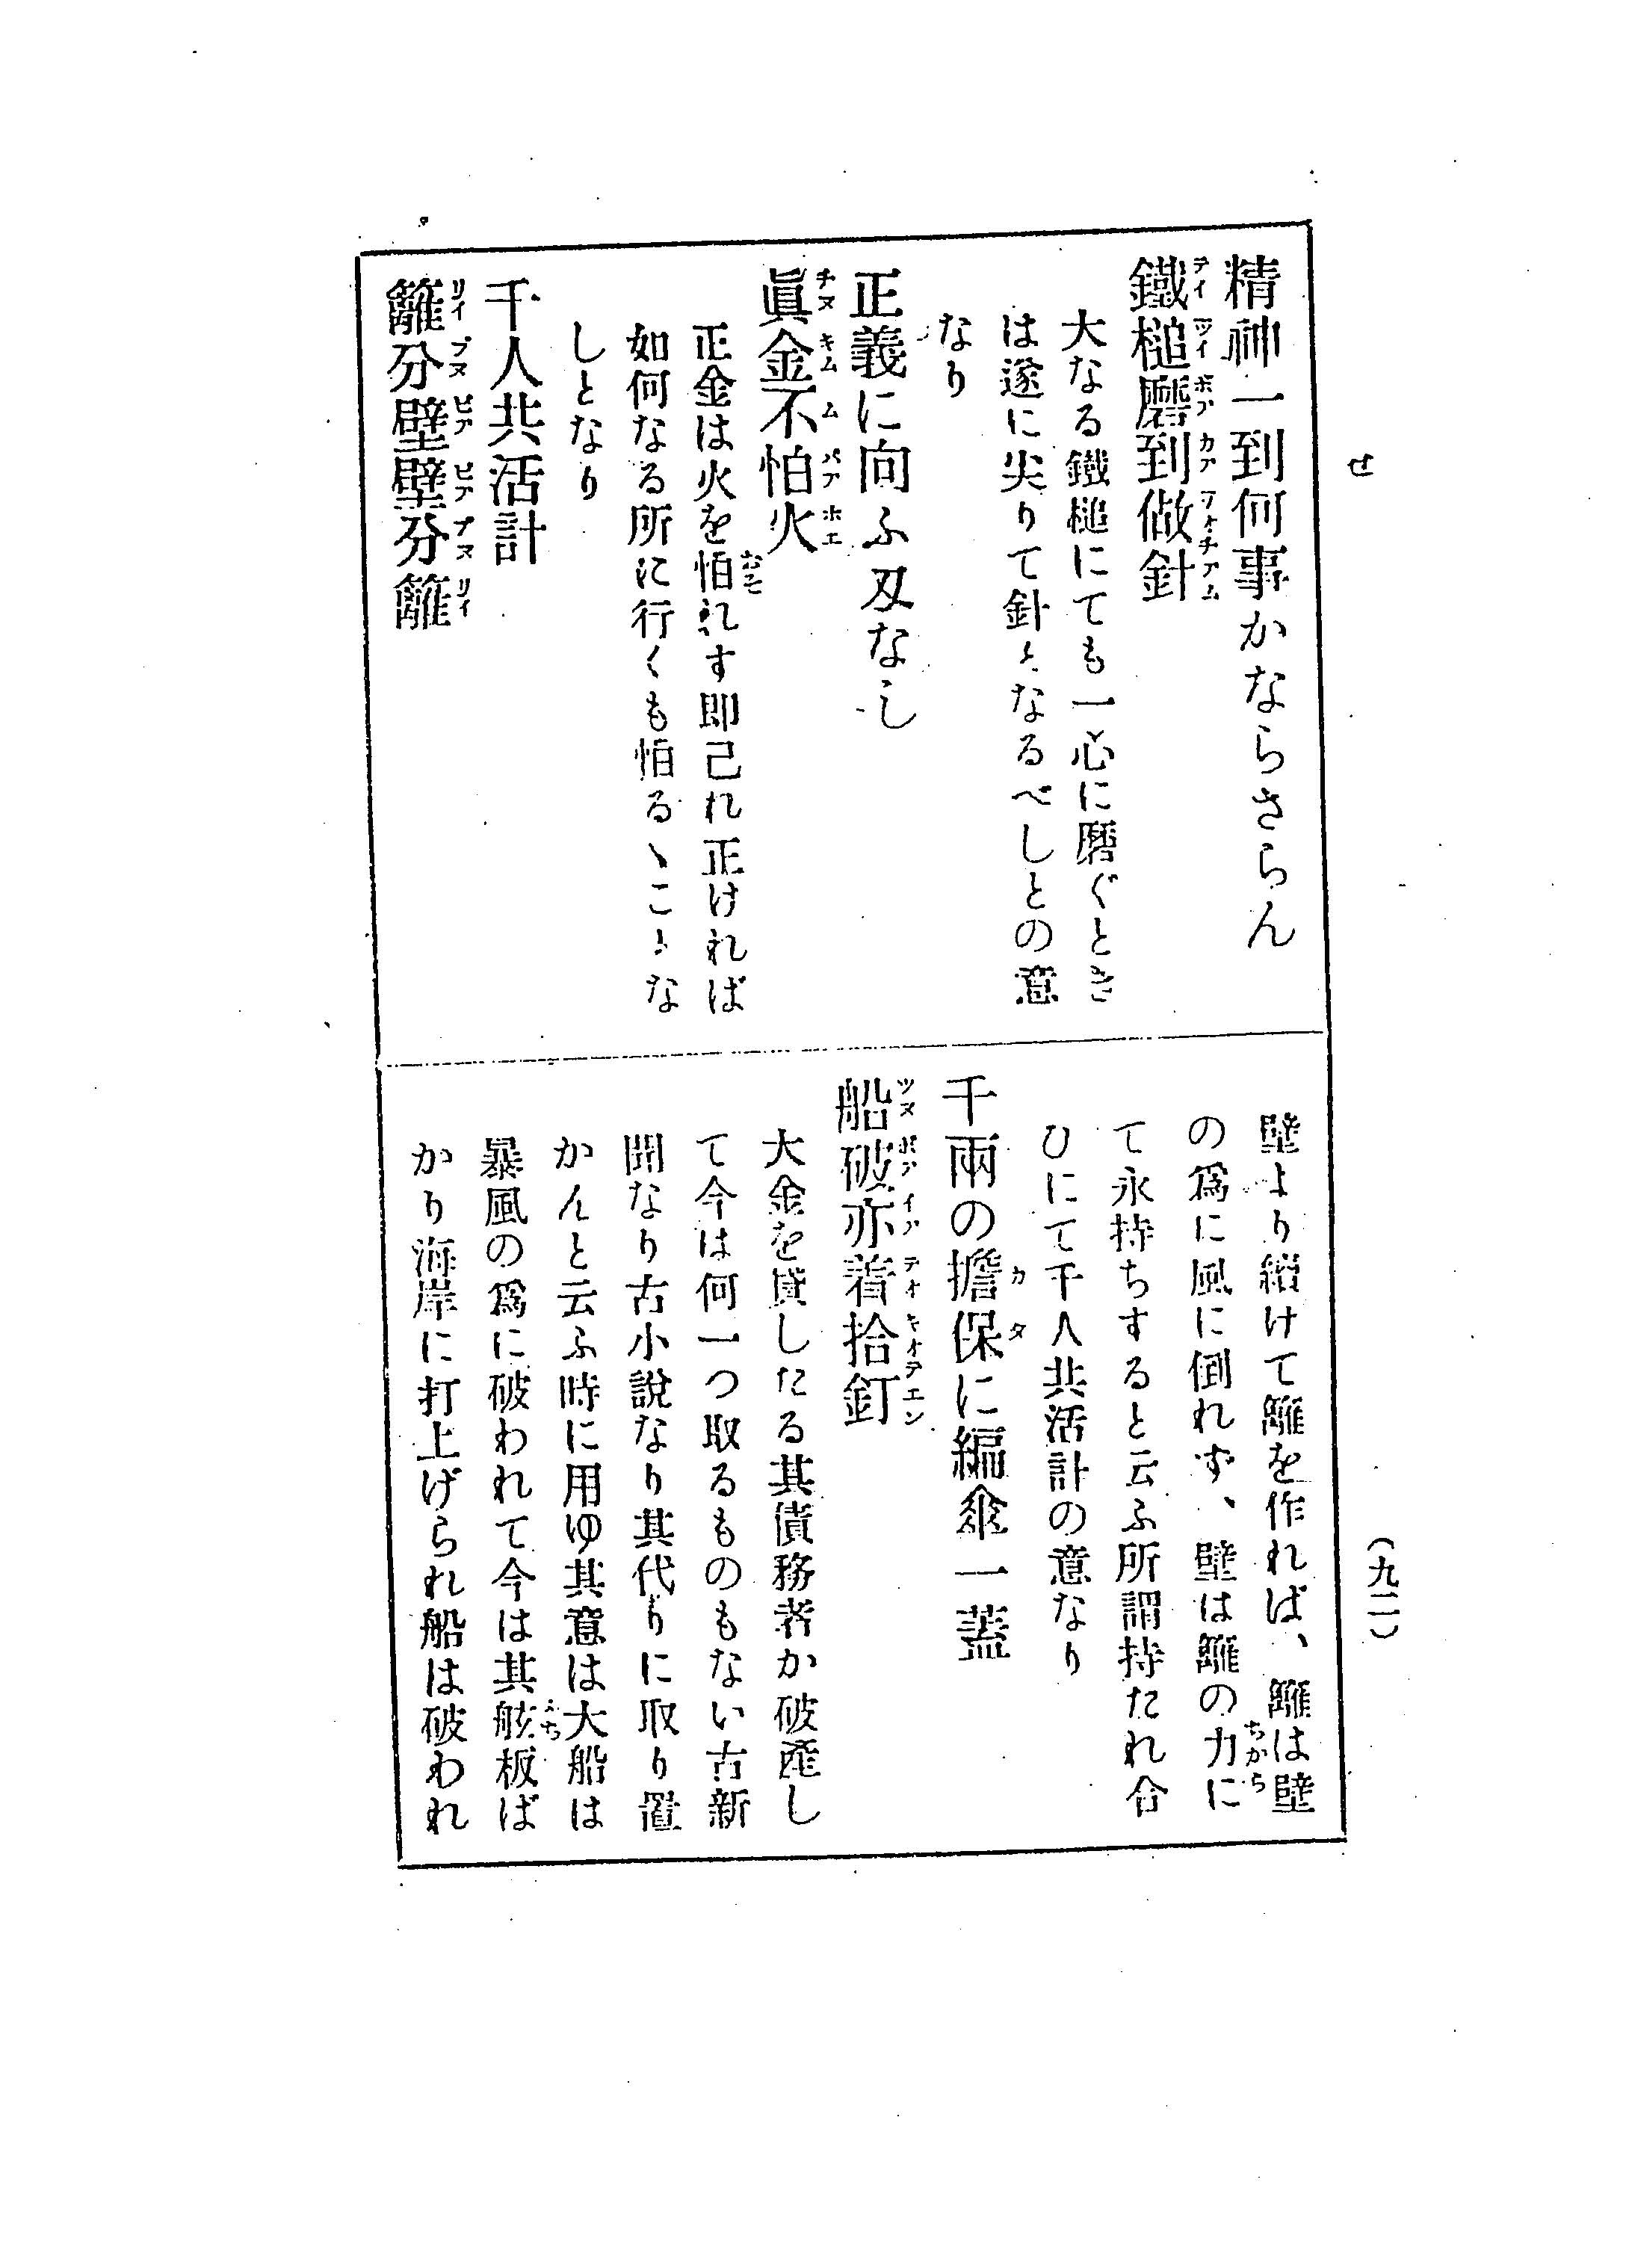 せ
精神一到何事かならさらん
鐵槌磨到做針
大なる鐵槌にても一心に磨ぐとき
は遂に尖りて針となるべしとの意
なり
正義に向ふ刄なし
眞金不怕火
正金は火を怕れす即己れ正ければ
如何なる所に行くも怕るヽことな
しとなり
千人共活計
籬分壁壁分籬
壁より續けて籬を作れば、籬は壁
の爲に風に倒れず、壁は籬の力に
て永持ちすると云ふ所謂持たれ合
ひにて千人共活計の意なり
千兩の擔保に編傘一蓋
船破亦着拾釘
大金を貸したる其債務者か破產し
て今は何一つ取るものもない古新
聞なり古小說なり其代りに取り置
かんと云ふ時に用ゆ其意は大船は
暴風の爲に破われて今は其舷板ば
かり海岸に打上げられ船は破われ
(九二)